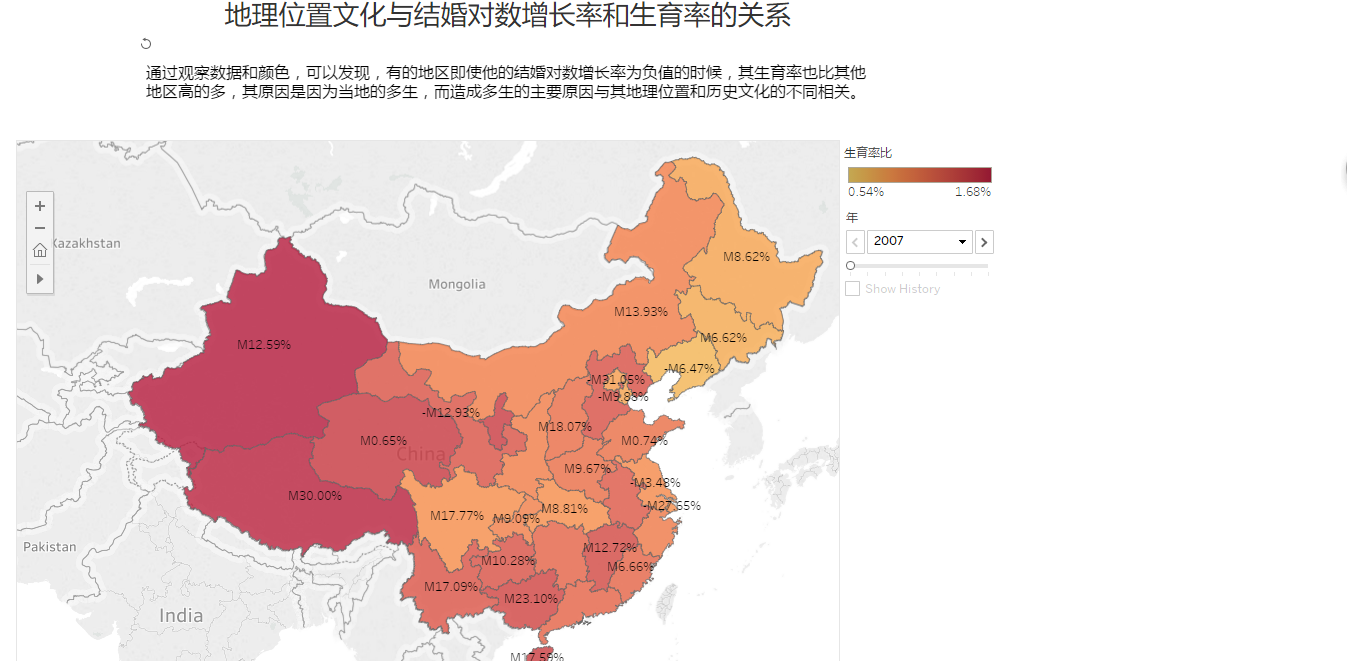 地理位置文化与结婚对数增长率和生育率的关系
通过观察数据和颜色，可以发现，有的地区即使他的结婚对数增长率为负值的时候，其生育率也比其他
地区高的多，其原因是因为当地的多生，而造成多生的主要原因与其地理位置和历史文化的不同相关。
生育率比
0.54%
1.68%
年
2007
Show History
Kazakhstan
Mongolia
M8.62%
M13.93%
M6.62%
M12.59%
-M6.47%
-M31.05%
-M9.88%
-M12.93%
M18.07%
M0.65%
M0.74%
China
M9.67%
-M3.48%
M30.00%
-M27.65%
M17.77%
M9.09%
M8.81%
Pakistan
M12.72%
M10.28%
M6.66%
M17.09%
M23.10%
India
M17.59%